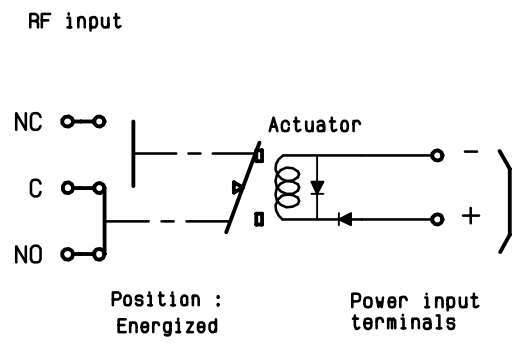 RF input
NC
Actuator
-
C
+
NO
Position :
Energized
Power input
terminals